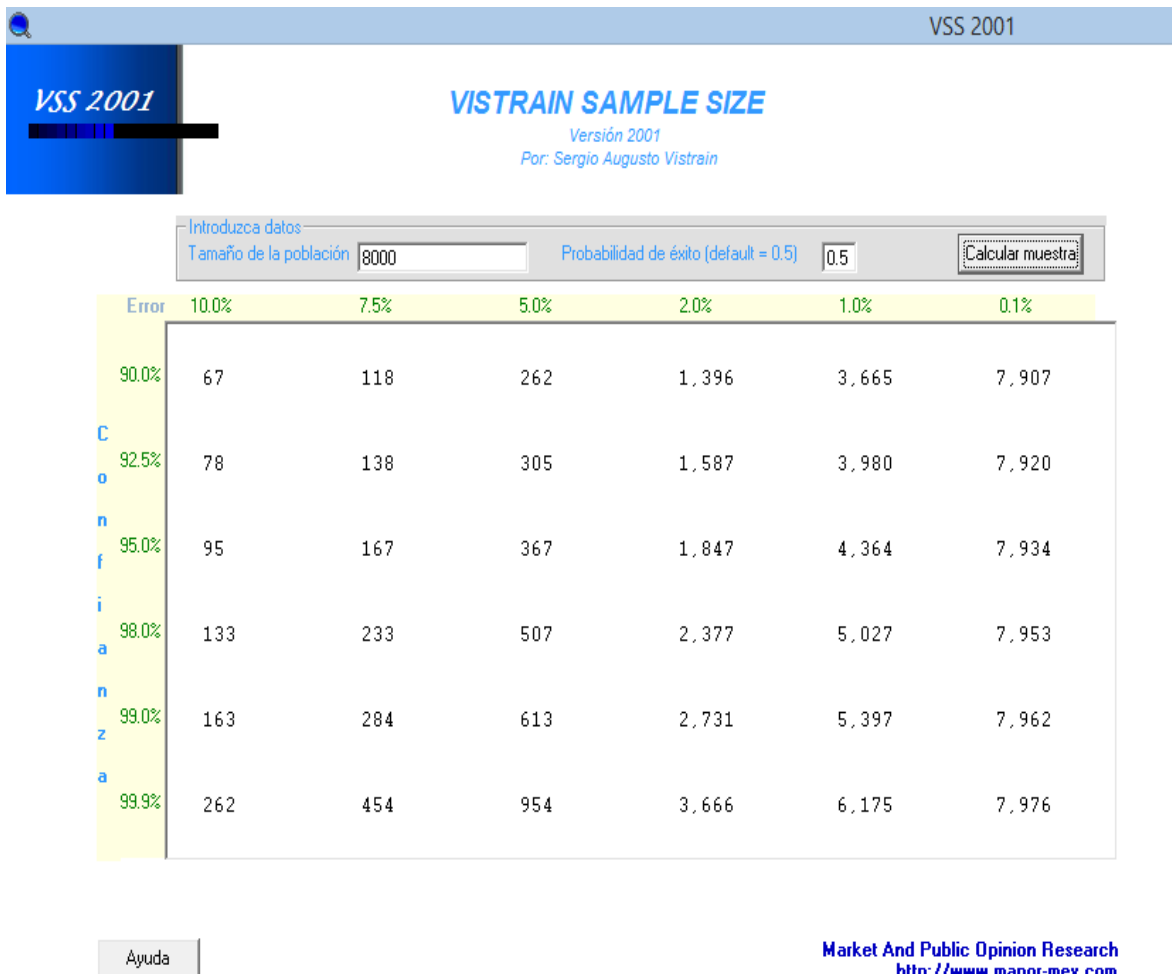 VSS 2001
VSS 2001
VISTRAIN SAMPLE SIZE
Versión 2001
Por: Sergio Augusto Vistrain
Introduzca datos
Tamaño de la población 8000 Probabilidad de éxito (default = 0.5) 0.5 Calcular muestra
Error 10.0% 7.5% 5.0% 2.0% 1.0% 0.1%
Confianza
90.0% 67 118 262 1,396 3,665 7,907
92.5% 78 138 305 1,587 3,980 7,920
95.0% 95 167 367 1,847 4,364 7,934
98.0% 133 233 507 2,377 5,027 7,953
99.0% 163 284 613 2,731 5,397 7,962
99.9% 262 454 954 3,666 6,175 7,976
Ayuda
Market And Public Opinion Research
http://www.mapor-mex.com